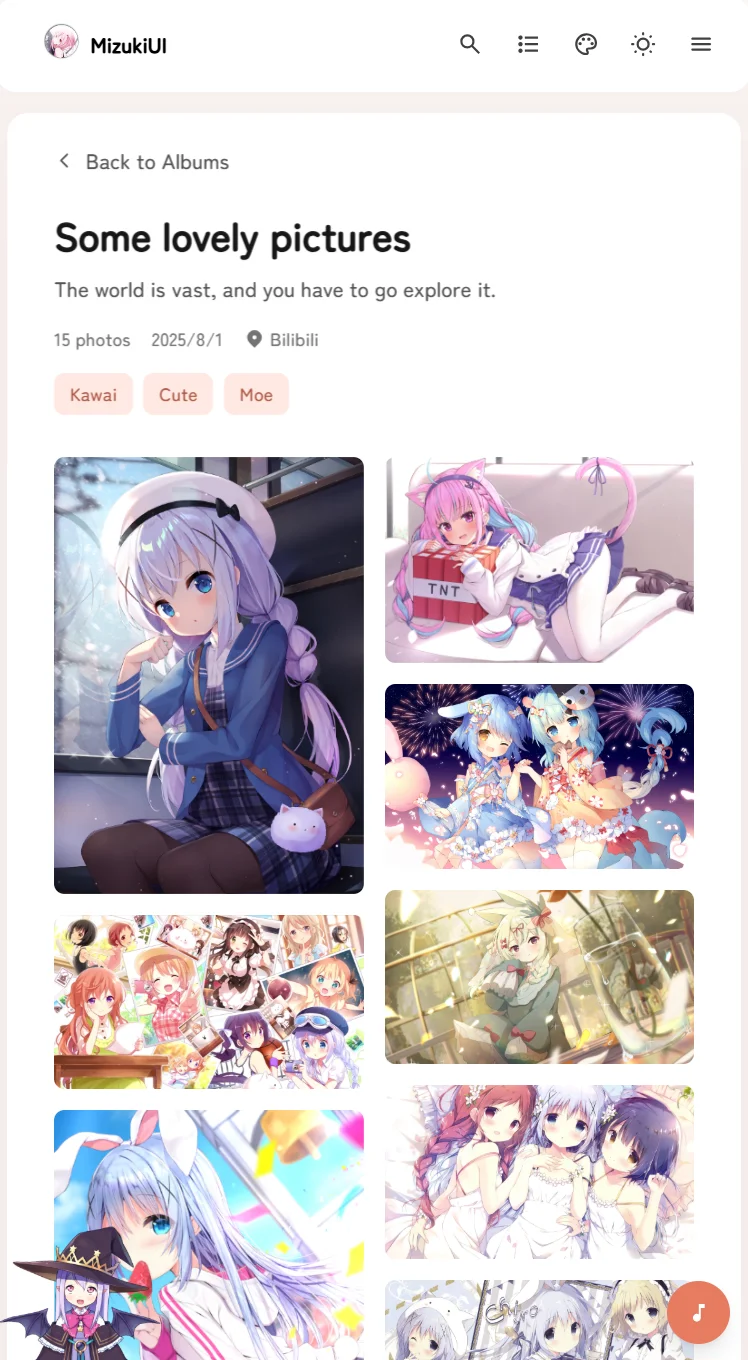 MizukiUI
Back to Albums
Some lovely pictures
The world is vast, and you have to go explore it.
15 photos 2025/8/1 Bilibili
Kawai Cute Moe
TNT
Chino